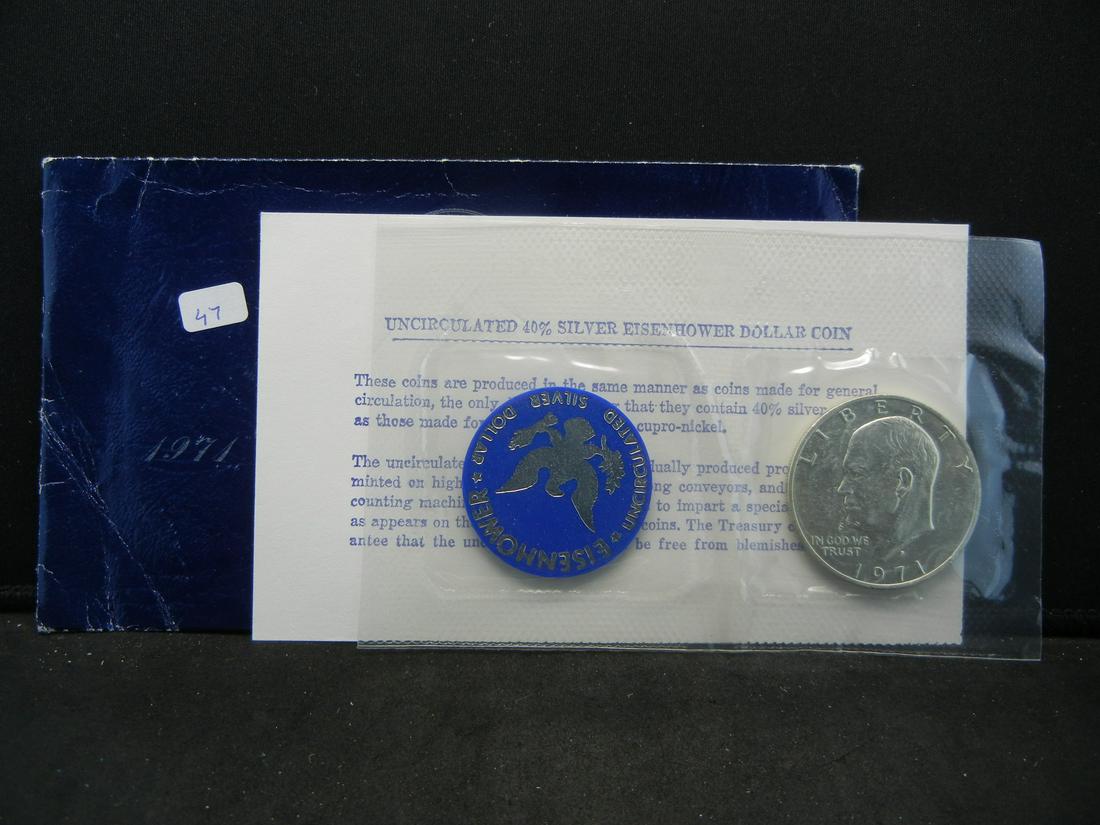 47
1971
UNCIRCULATED 40% SILVER EISENHOWER DOLLAR COIN
These coins are produced in the same manner as coins made for general
circulation, the only that they contain 40% silver
as those made for cupro-nickel.
The uncirculate ually produced pro
minted on high ng conveyors, and
counting machi to impart a specia
as appears on th coins. The Treasury
antee that the un be free from blemishes
EISENHOWER ★ UNCIRCULATED SILVER DOLLAR ★
LIBERTY
IN GOD WE
TRUST
1971